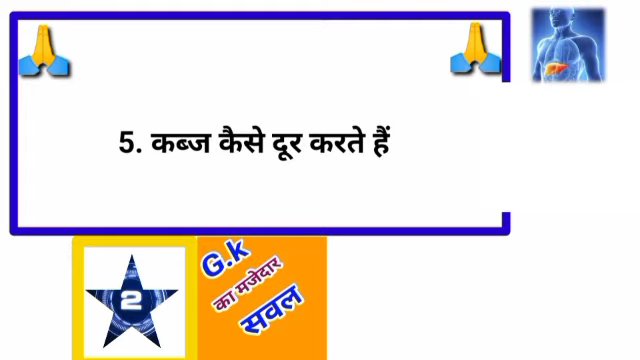 5. कब्ज कैसे दूर करते हैं
2
G.k
का मजेदार
सवल